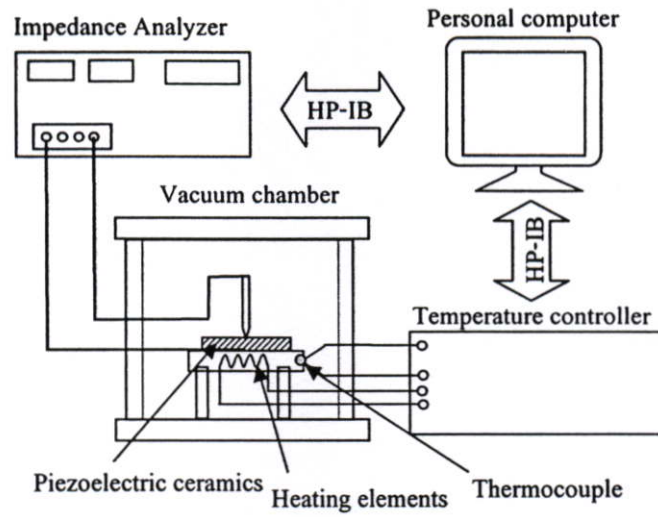 Impedance Analyzer
Personal computer
HP-IB
Vacuum chamber
HP-IB
Temperature controller
Piezoelectric ceramics
Heating elements
Thermocouple